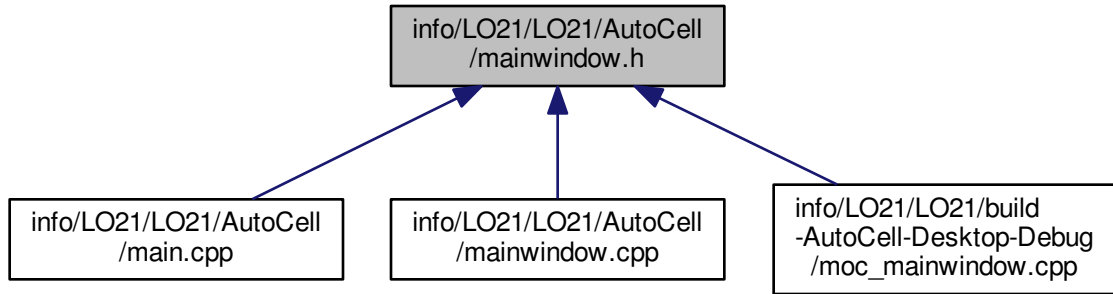 info/LO21/LO21/AutoCell
/mainwindow.h
info/LO21/LO21/AutoCell
/main.cpp
info/LO21/LO21/AutoCell
/mainwindow.cpp
info/LO21/LO21/build
-AutoCell-Desktop-Debug
/moc_mainwindow.cpp